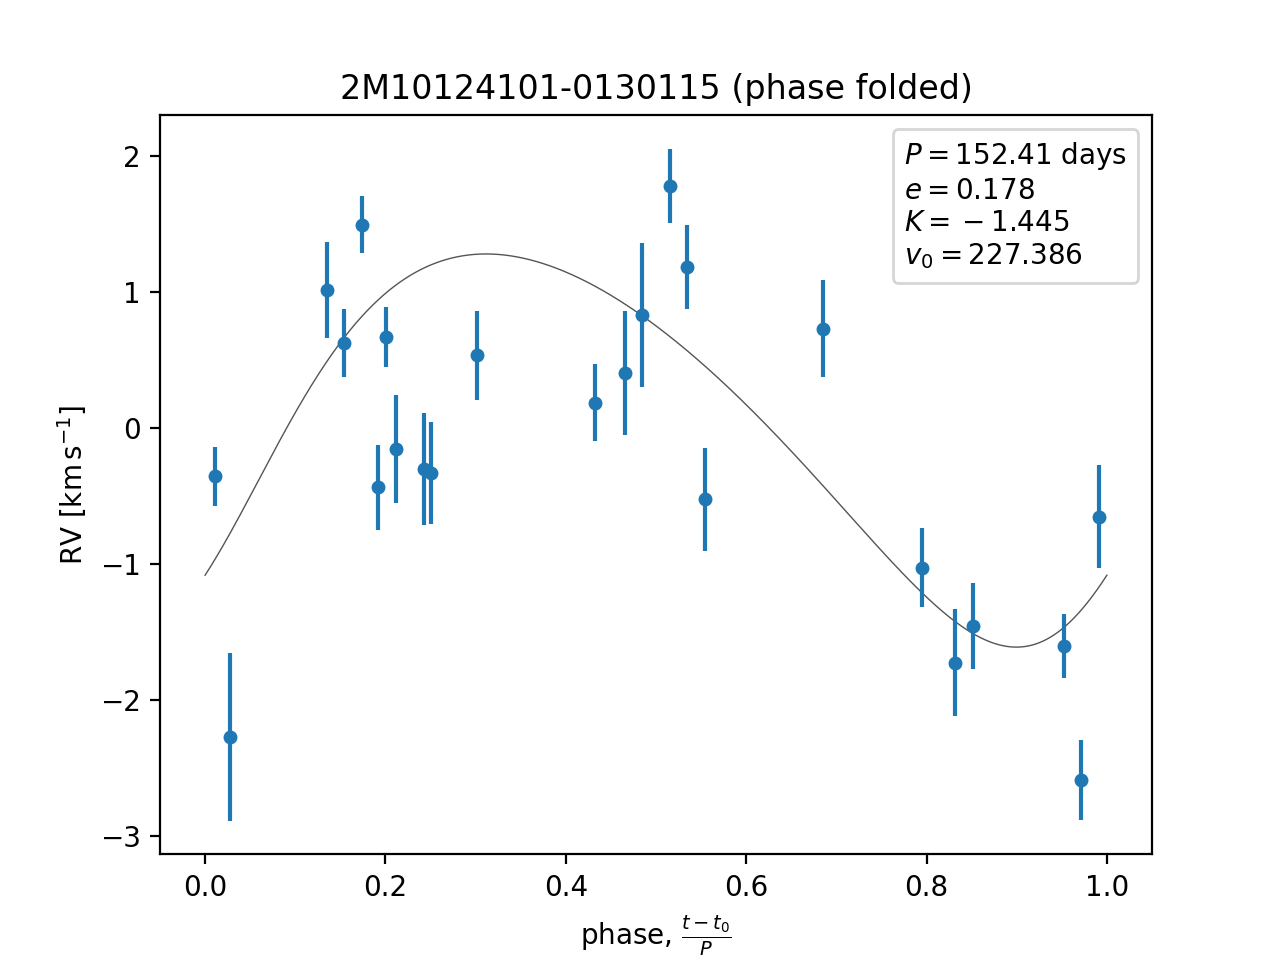 2M10124101-0130115 (phase folded)
P = 152.41 days
e = 0.178
K = −1.445
v₀ = 227.386
2
1
0
−1
−2
−3
RV [km s⁻¹]
0.0 0.2 0.4 0.6 0.8 1.0
phase, (t − t₀)/P